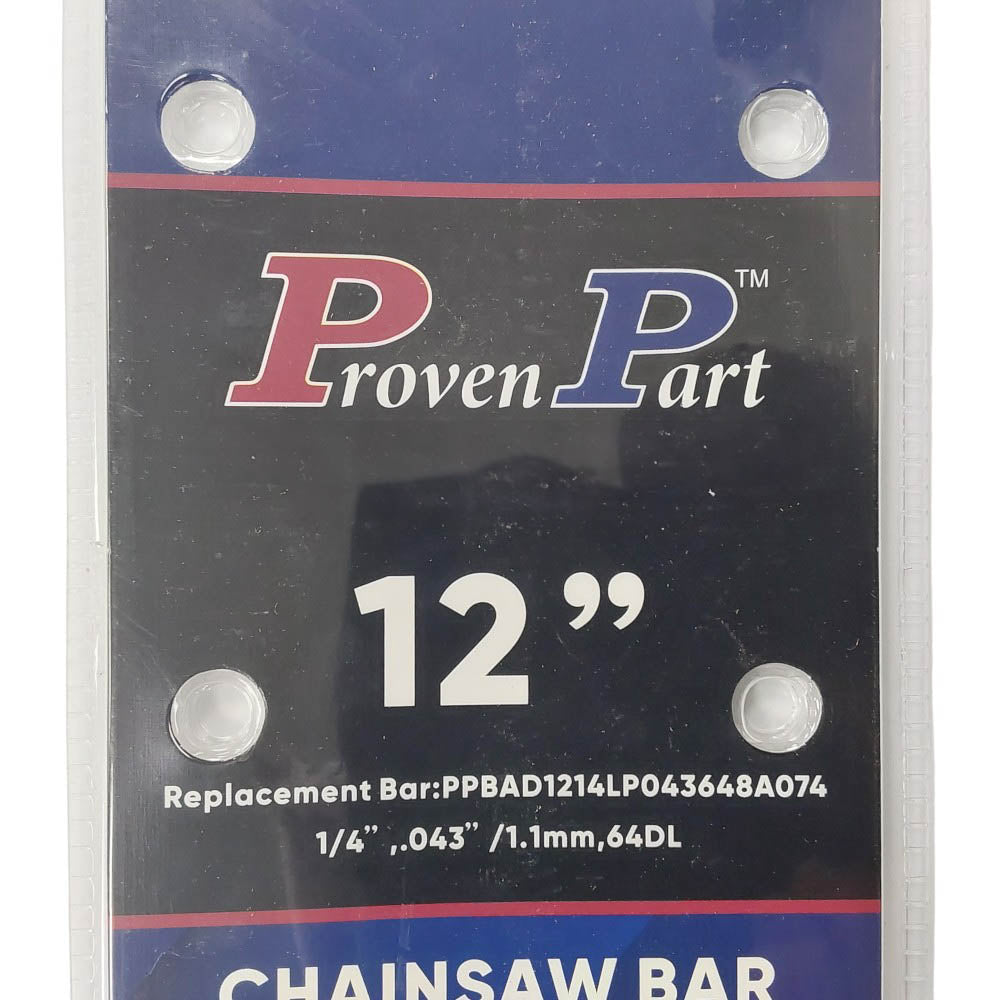 Proven Part™
12”
Replacement Bar:PPBAD1214LP043648A074
1/4” ,.043” /1.1mm,64DL
CHAINSAW BAR